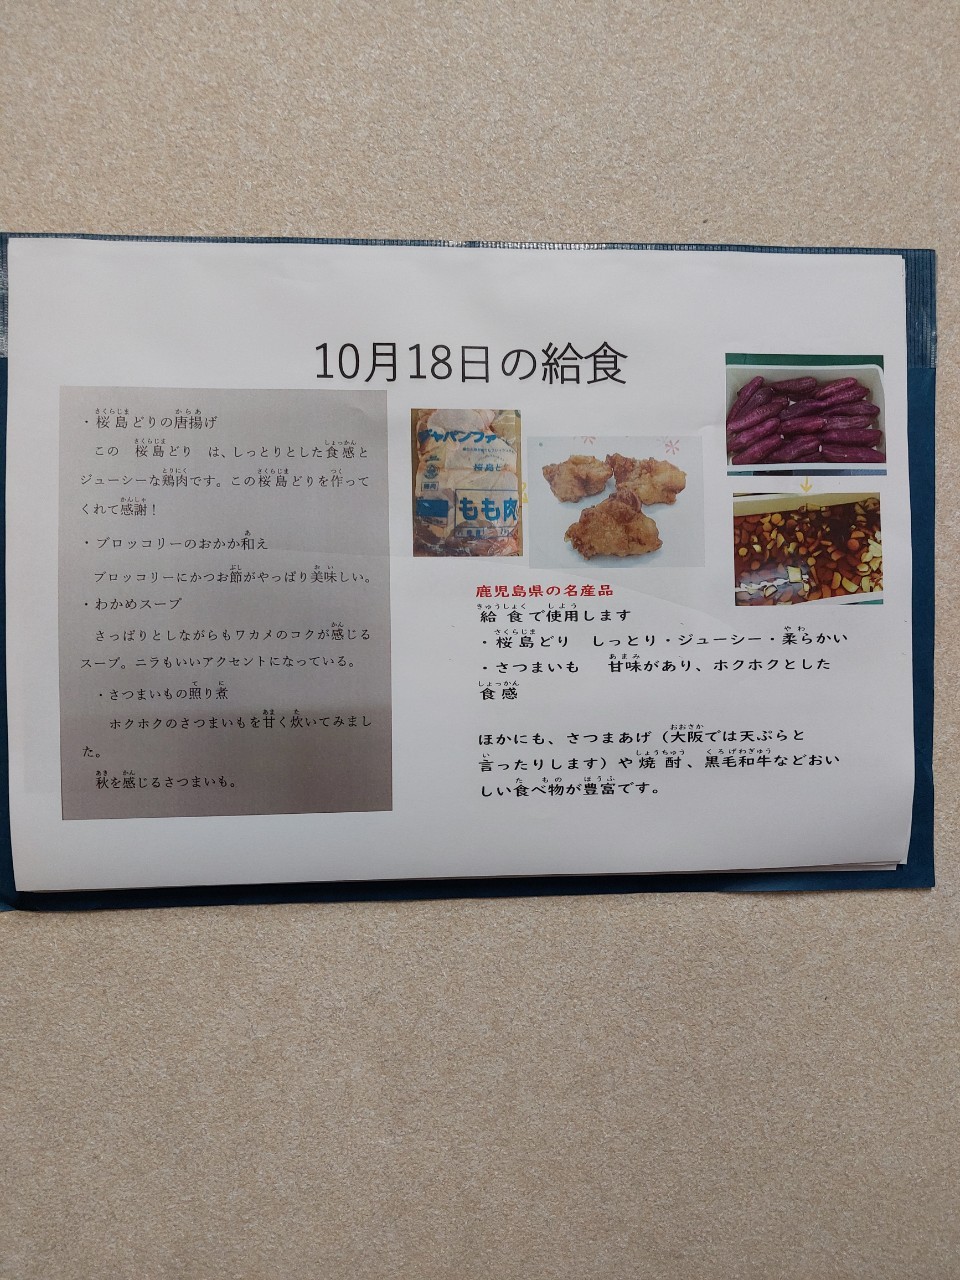 10月18日の給食
・桜島どりの唐揚げ
この 桜島どり は、しっとりとした食感と
ジューシーな鶏肉です。この桜島どりを作って
くれて感謝！
・ブロッコリーのおかか和え
ブロッコリーにかつお節がやっぱり美味しい。
・わかめスープ
さっぱりとしながらもワカメのコクが感じる
スープ。ニラもいいアクセントになっている。
・さつまいもの照り煮
ホクホクのさつまいもを甘く炊いてみまし
た。
秋を感じるさつまいも。
ジャパンファ
桜島ど
もも肉
鹿児島県の名産品
給食で使用します
・桜島どり しっとり・ジューシー・柔らかい
・さつまいも 甘味があり、ホクホクとした
食感
ほかにも、さつまあげ（大阪では天ぷらと
言ったりします）や焼酎、黒毛和牛などおい
しい食べ物が豊富です。